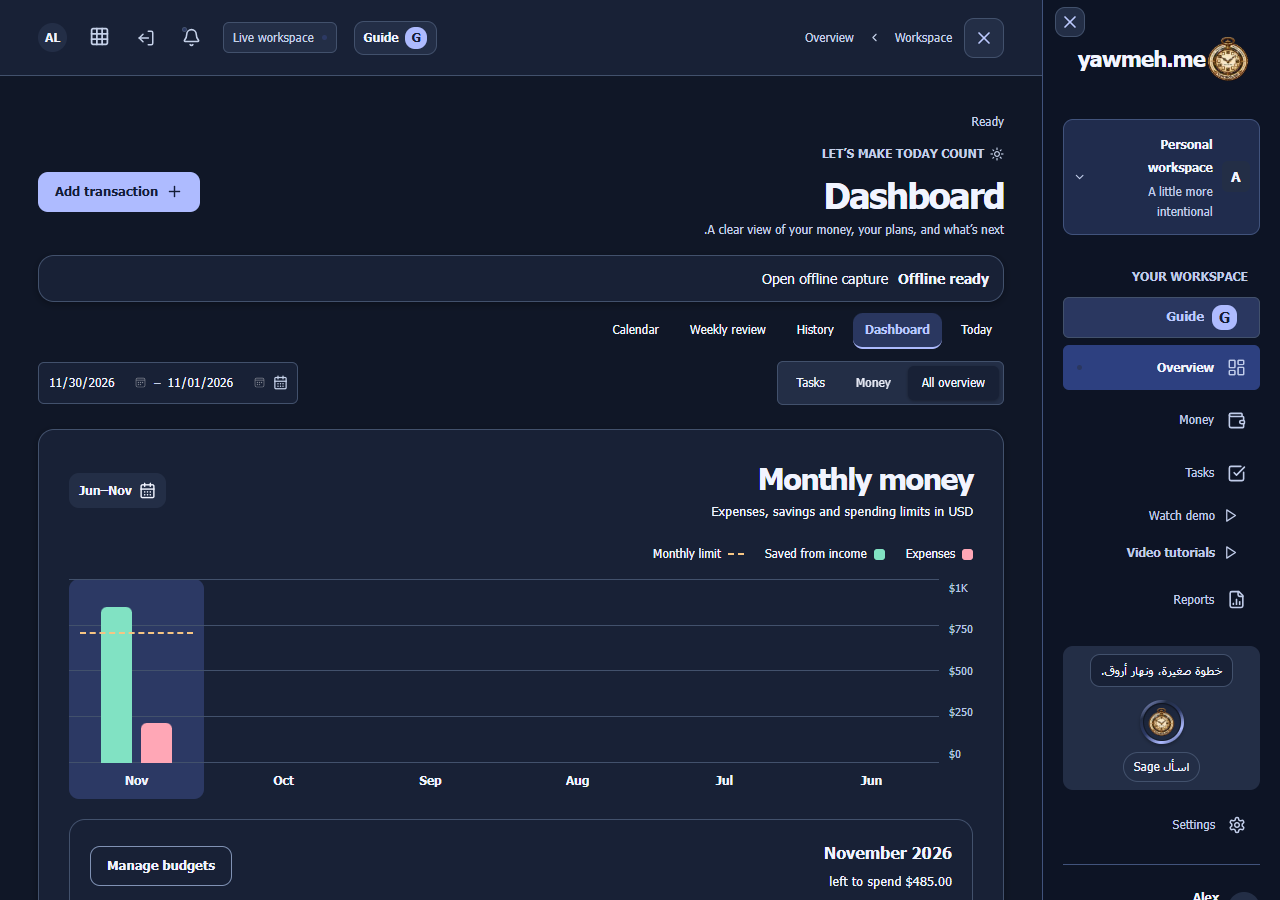 yawmeh.me
Personal workspace
A little more intentional
A
YOUR WORKSPACE
Guide G
Overview
Money
Tasks
Watch demo
Video tutorials
Reports
خطوة صغيرة، ونهار أروق.
اسأل Sage
Settings
Alex
Workspace
Overview
Guide G
Live workspace
AL
Ready
LET'S MAKE TODAY COUNT
Dashboard
.A clear view of your money, your plans, and what's next
Add transaction
Offline ready Open offline capture
Today
Dashboard
History
Weekly review
Calendar
All overview
Money
Tasks
11/30/2026 – 11/01/2026
Monthly money
Expenses, savings and spending limits in USD
Jun–Nov
Expenses
Saved from income
Monthly limit
$1K
$750
$500
$250
$0
Jun
Jul
Aug
Sep
Oct
Nov
November 2026
left to spend $485.00
Manage budgets